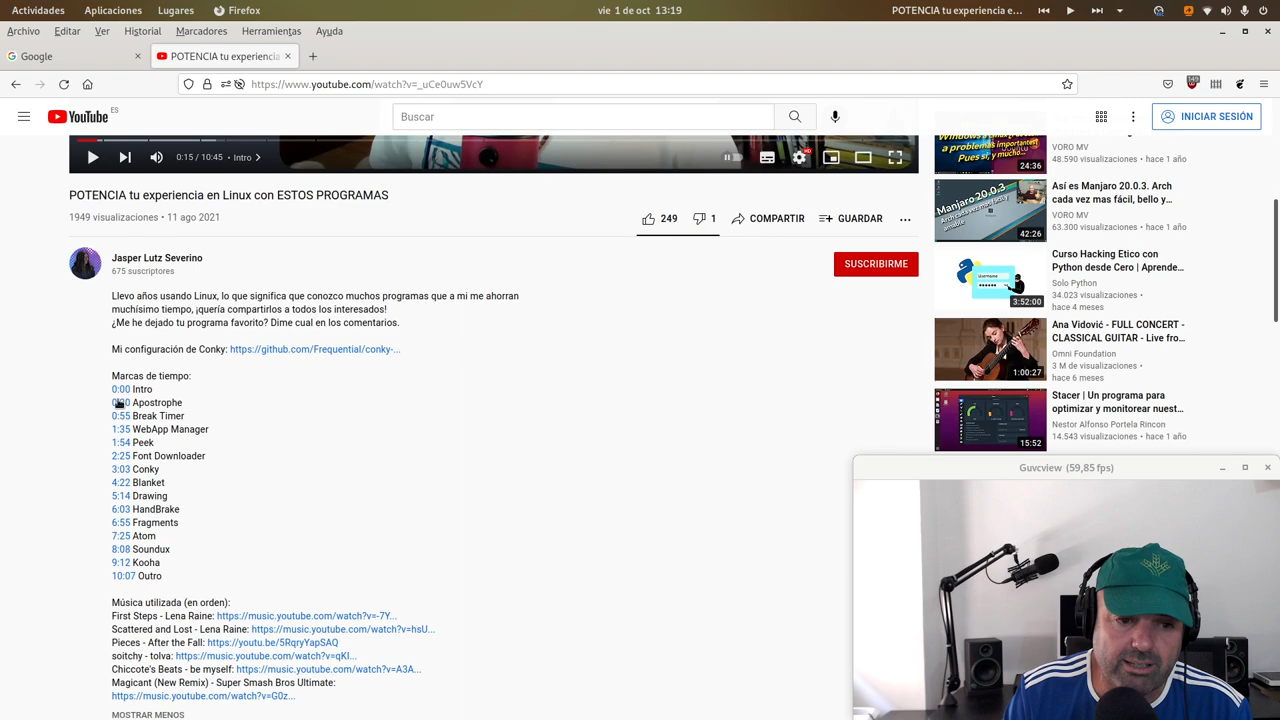 Actividades Aplicaciones Lugares Firefox vie 1 de oct 13:19 POTENCIA tu experiencia en L…
Archivo Editar Ver Historial Marcadores Herramientas Ayuda
Google POTENCIA tu experiencia
https://www.youtube.com/watch?v=_uCe0uw5VcY
YouTube ES Buscar INICIAR SESIÓN
0:15 / 10:45 • Intro
POTENCIA tu experiencia en Linux con ESTOS PROGRAMAS
1949 visualizaciones • 11 ago 2021
249 1 COMPARTIR GUARDAR
Jasper Lutz Severino
675 suscriptores
SUSCRIBIRME
Llevo años usando Linux, lo que significa que conozco muchos programas que a mi me ahorran
muchísimo tiempo, ¡quería compartirlos a todos los interesados!
¿Me he dejado tu programa favorito? Dime cual en los comentarios.
Mi configuración de Conky: https://github.com/Frequential/conky-...
Marcas de tiempo:
0:00 Intro
Apostrophe
0:55 Break Timer
1:35 WebApp Manager
1:54 Peek
2:25 Font Downloader
3:03 Conky
4:22 Blanket
5:14 Drawing
6:03 HandBrake
6:55 Fragments
7:25 Atom
8:08 Soundux
9:12 Kooha
10:07 Outro
Música utilizada (en orden):
First Steps - Lena Raine: https://music.youtube.com/watch?v=-7Y...
Scattered and Lost - Lena Raine: https://music.youtube.com/watch?v=hsU...
Pieces - After the Fall: https://youtu.be/5RqryYapSAQ
soitchy - tolva: https://music.youtube.com/watch?v=qKI...
Chiccote's Beats - be myself: https://music.youtube.com/watch?v=A3A...
Magicant (New Remix) - Super Smash Bros Ultimate:
https://music.youtube.com/watch?v=G0z...
MOSTRAR MENOS
a problemas importantes!
Pues sí, y mucho...
24:36
VORO MV
48.590 visualizaciones •
hace 1 año
Manjaro 20.0.3
42:26
Así es Manjaro 20.0.3. Arch
cada vez mas fácil, bello y…
VORO MV
63.300 visualizaciones •
hace 1 año
Username
3:52:00
Curso Hacking Etico con
Python desde Cero | Aprende…
Solo Python
34.023 visualizaciones •
hace 4 meses
1:00:27
Ana Vidović - FULL CONCERT -
CLASSICAL GUITAR - Live fro…
Omni Foundation
3 M de visualizaciones •
hace 6 meses
15:52
Stacer | Un programa para
optimizar y monitorear nuest…
Nestor Alfonso Portela Rincon
14.543 visualizaciones •
hace 1 año
Guvcview (59,85 fps)